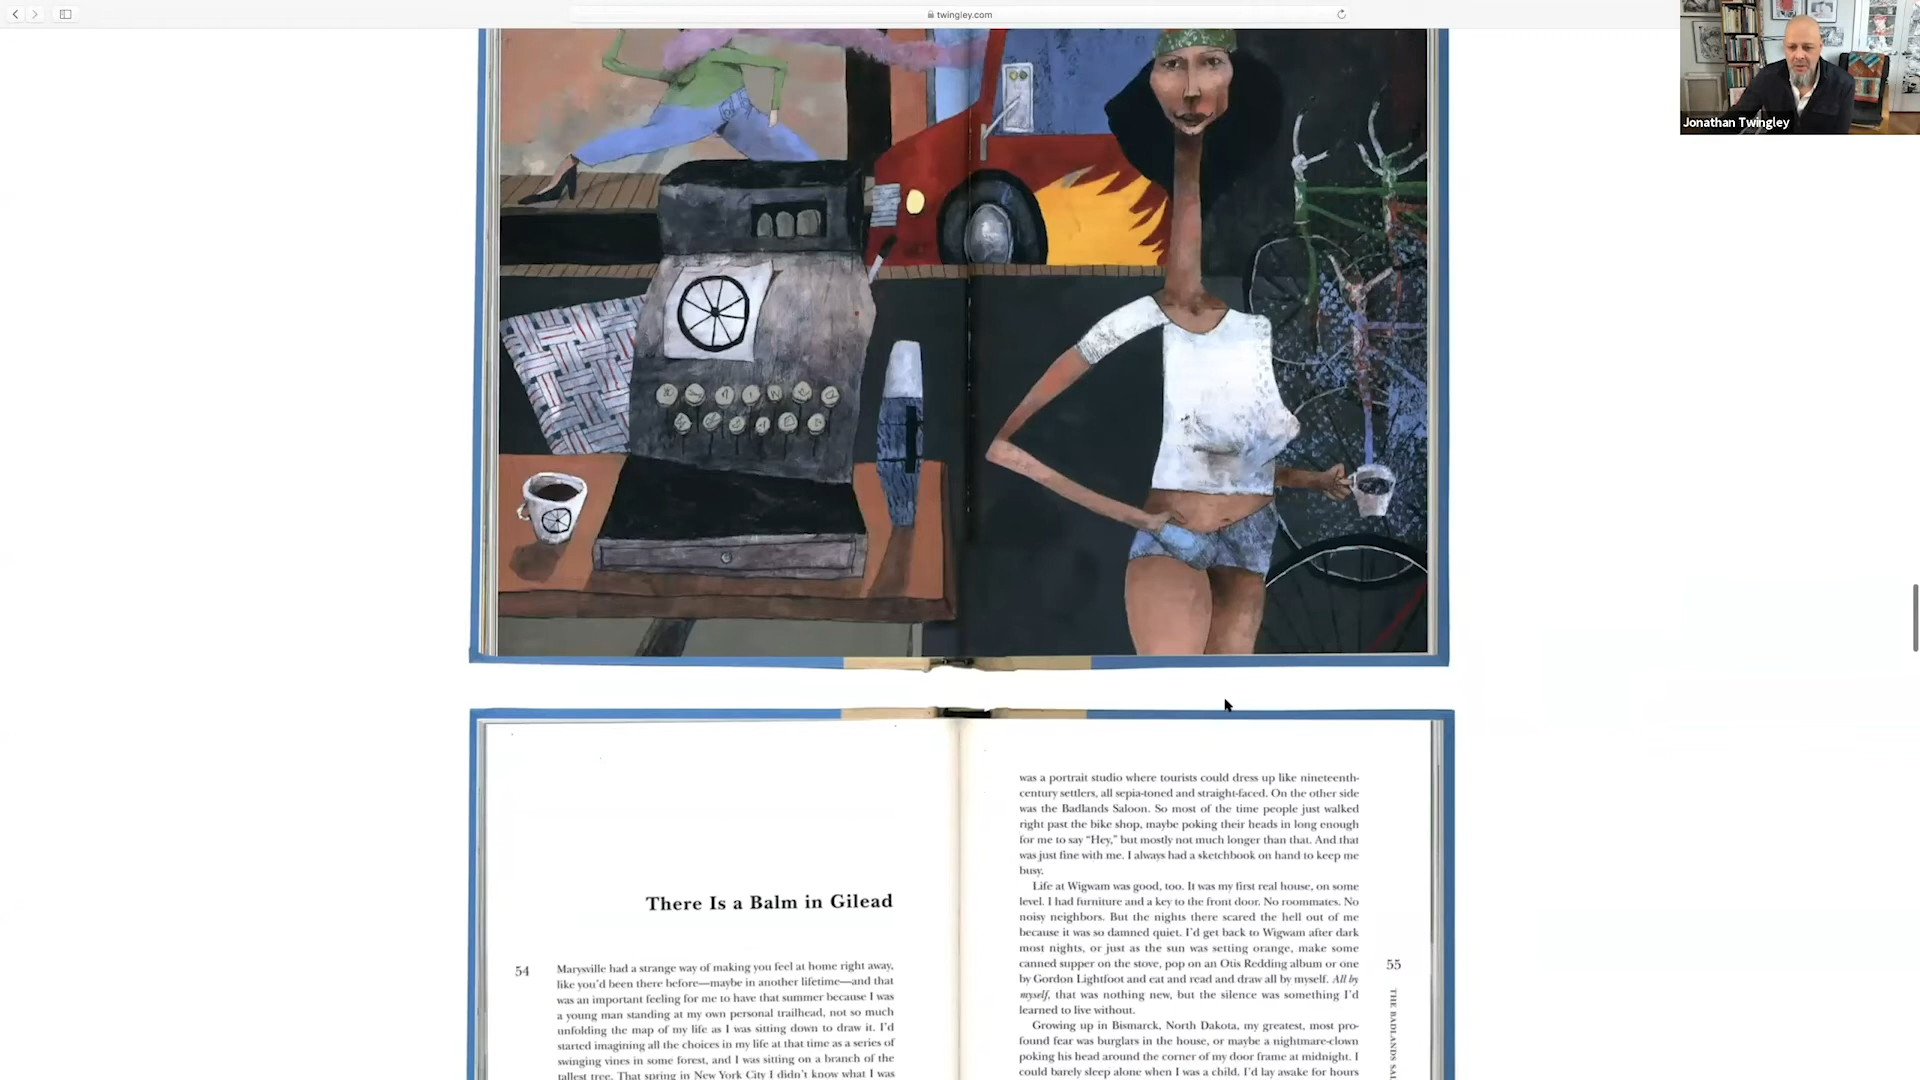 twingley.com
Jonathan Twingley
There Is a Balm in Gilead
54
Marysville had a strange way of making you feel at home right away,
like you'd been there before—maybe in another lifetime—and that
was an important feeling for me to have that summer because I was
a young man standing at my own personal trailhead, not so much
unfolding the map of my life as I was sitting down to draw it. I'd
started imagining all the choices in my life at that time as a series of
swinging vines in some forest, and I was sitting on a branch of the
tallest tree. That spring in New York City I didn't know what I was
was a portrait studio where tourists could dress up like nineteenth-
century settlers, all sepia-toned and straight-faced. On the other side
was the Badlands Saloon. So most of the time people just walked
right past the bike shop, maybe poking their heads in long enough
for me to say “Hey,” but mostly not much longer than that. And that
was just fine with me. I always had a sketchbook on hand to keep me
busy.
Life at Wigwam was good, too. It was my first real house, on some
level. I had furniture and a key to the front door. No roommates. No
noisy neighbors. But the nights there scared the hell out of me
because it was so damned quiet. I'd get back to Wigwam after dark
most nights, or just as the sun was setting orange, make some
canned supper on the stove, pop on an Otis Redding album or one
by Gordon Lightfoot and eat and read and draw all by myself. All by
myself, that was nothing new, but the silence was something I'd
learned to live without.
Growing up in Bismarck, North Dakota, my greatest, most pro-
found fear was burglars in the house, or maybe a nightmare-clown
poking his head around the corner of my door frame at midnight. I
could barely sleep alone when I was a child. I'd lay awake for hours
55
THE BADLANDS SAL